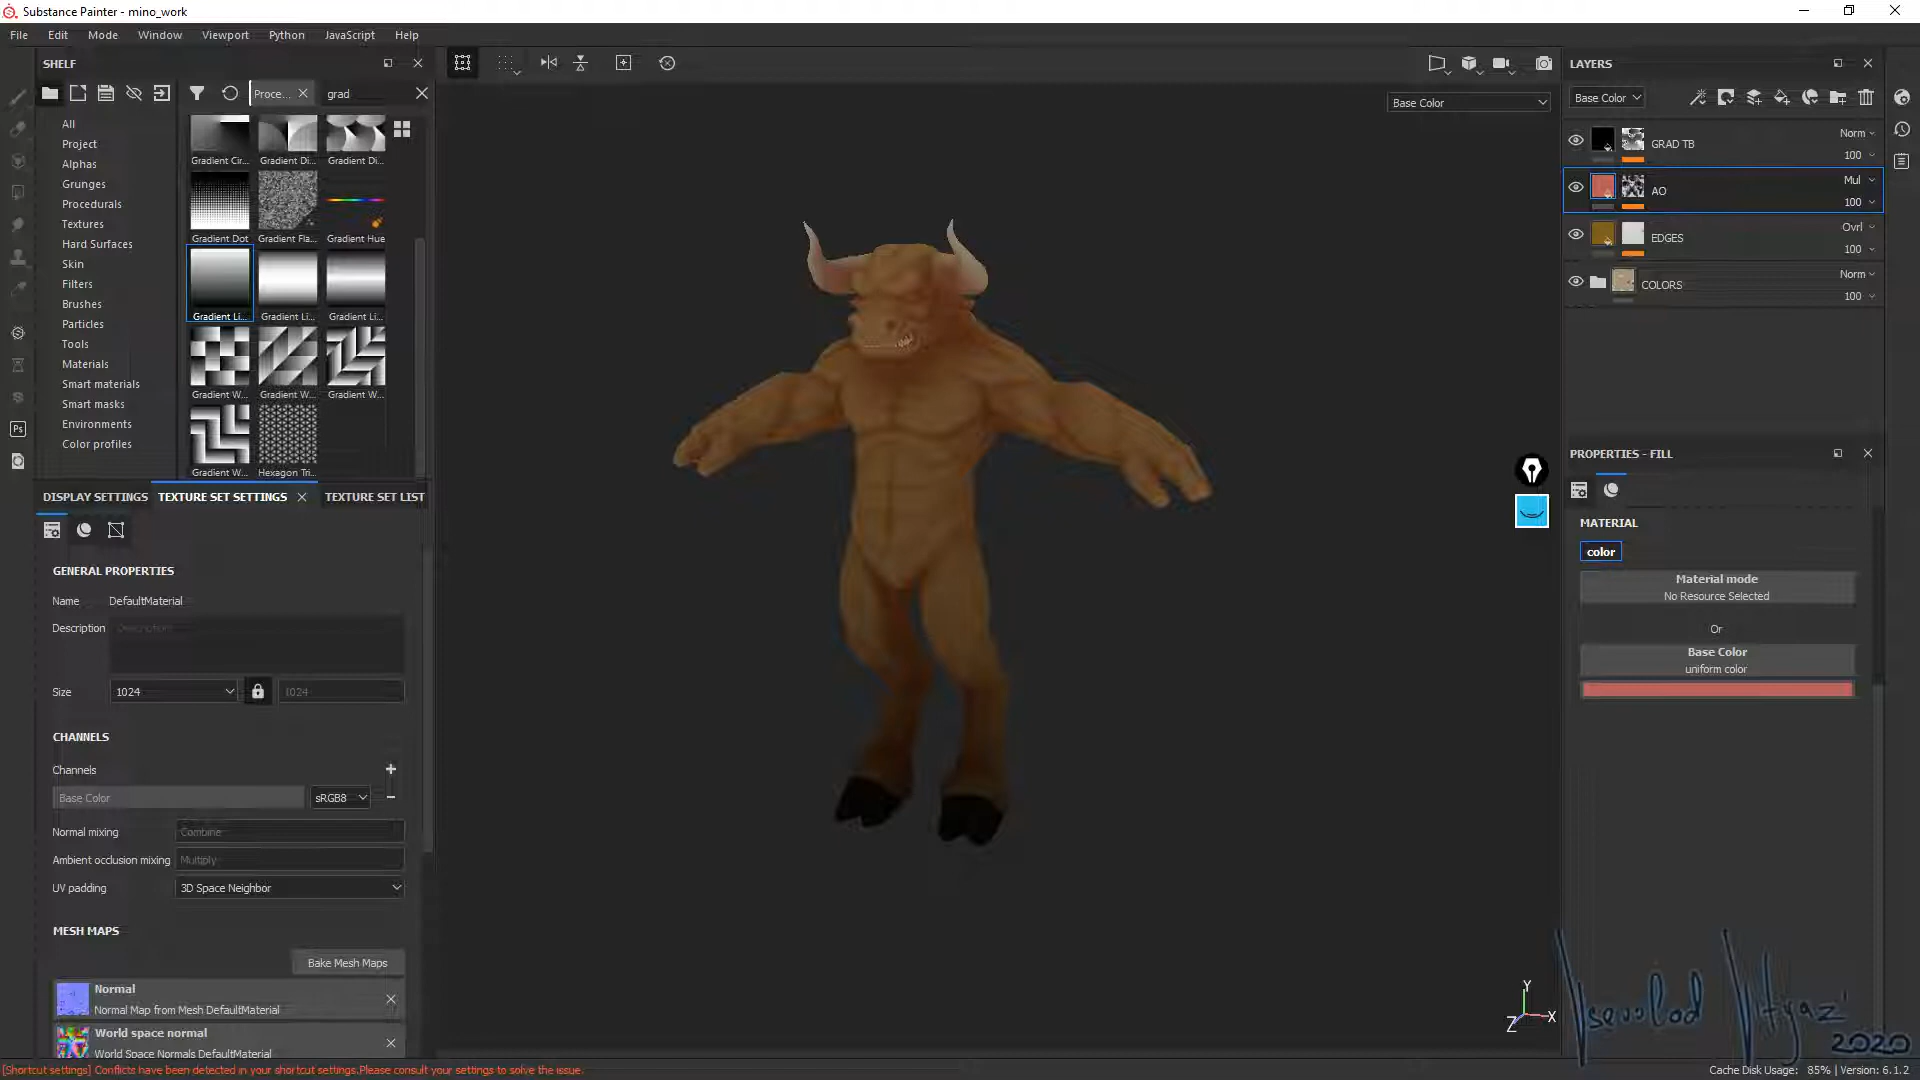 Substance Painter - mino_work
File Edit Mode Window Viewport Python JavaScript Help
SHELF
Proce... grad
All
Project
Alphas
Grunges
Procedurals
Textures
Hard Surfaces
Skin
Filters
Brushes
Particles
Tools
Materials
Smart materials
Smart masks
Environments
Color profiles
Gradient Cir... Gradient Di... Gradient Di...
Gradient Dot Gradient Fla... Gradient Hue
Gradient Li... Gradient Li... Gradient Li...
Gradient W... Gradient W... Gradient W...
Gradient W... Hexagon Tri...
DISPLAY SETTINGS TEXTURE SET SETTINGS TEXTURE SET LIST
GENERAL PROPERTIES
Name DefaultMaterial
Description Description
Size 1024 1024
CHANNELS
Channels
Base Color sRGB8
Normal mixing Combine
Ambient occlusion mixing Multiply
UV padding 3D Space Neighbor
MESH MAPS
Bake Mesh Maps
Normal
Normal Map from Mesh DefaultMaterial
World space normal
World Space Normals DefaultMaterial
Base Color
Ps
Y
X
Z
LAYERS
Base Color
GRAD TB Norm 100
AO Mul 100
EDGES Ovrl 100
COLORS Norm 100
PROPERTIES - FILL
MATERIAL
color
Material mode
No Resource Selected
Or
Base Color
uniform color
2020
[Shortcut settings] Conflicts have been detected in your shortcut settings.Please consult your settings to solve the issue.
Cache Disk Usage: 85% | Version: 6.1.2